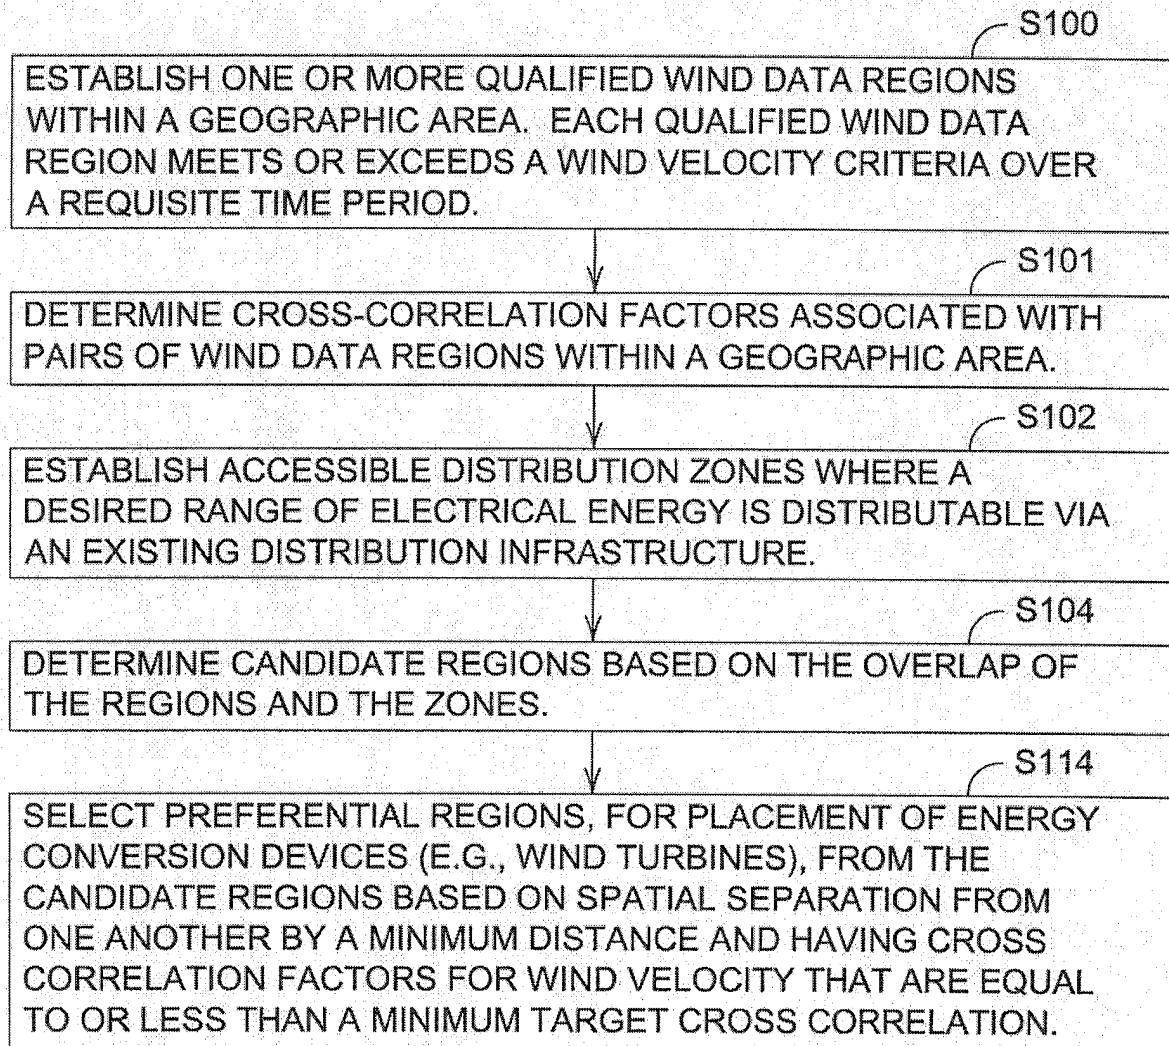 S100
ESTABLISH ONE OR MORE QUALIFIED WIND DATA REGIONS
WITHIN A GEOGRAPHIC AREA. EACH QUALIFIED WIND DATA
REGION MEETS OR EXCEEDS A WIND VELOCITY CRITERIA OVER
A REQUISITE TIME PERIOD.
S101
DETERMINE CROSS-CORRELATION FACTORS ASSOCIATED WITH
PAIRS OF WIND DATA REGIONS WITHIN A GEOGRAPHIC AREA.
S102
ESTABLISH ACCESSIBLE DISTRIBUTION ZONES WHERE A
DESIRED RANGE OF ELECTRICAL ENERGY IS DISTRIBUTABLE VIA
AN EXISTING DISTRIBUTION INFRASTRUCTURE.
S104
DETERMINE CANDIDATE REGIONS BASED ON THE OVERLAP OF
THE REGIONS AND THE ZONES.
S114
SELECT PREFERENTIAL REGIONS, FOR PLACEMENT OF ENERGY
CONVERSION DEVICES (E.G., WIND TURBINES), FROM THE
CANDIDATE REGIONS BASED ON SPATIAL SEPARATION FROM
ONE ANOTHER BY A MINIMUM DISTANCE AND HAVING CROSS
CORRELATION FACTORS FOR WIND VELOCITY THAT ARE EQUAL
TO OR LESS THAN A MINIMUM TARGET CROSS CORRELATION.